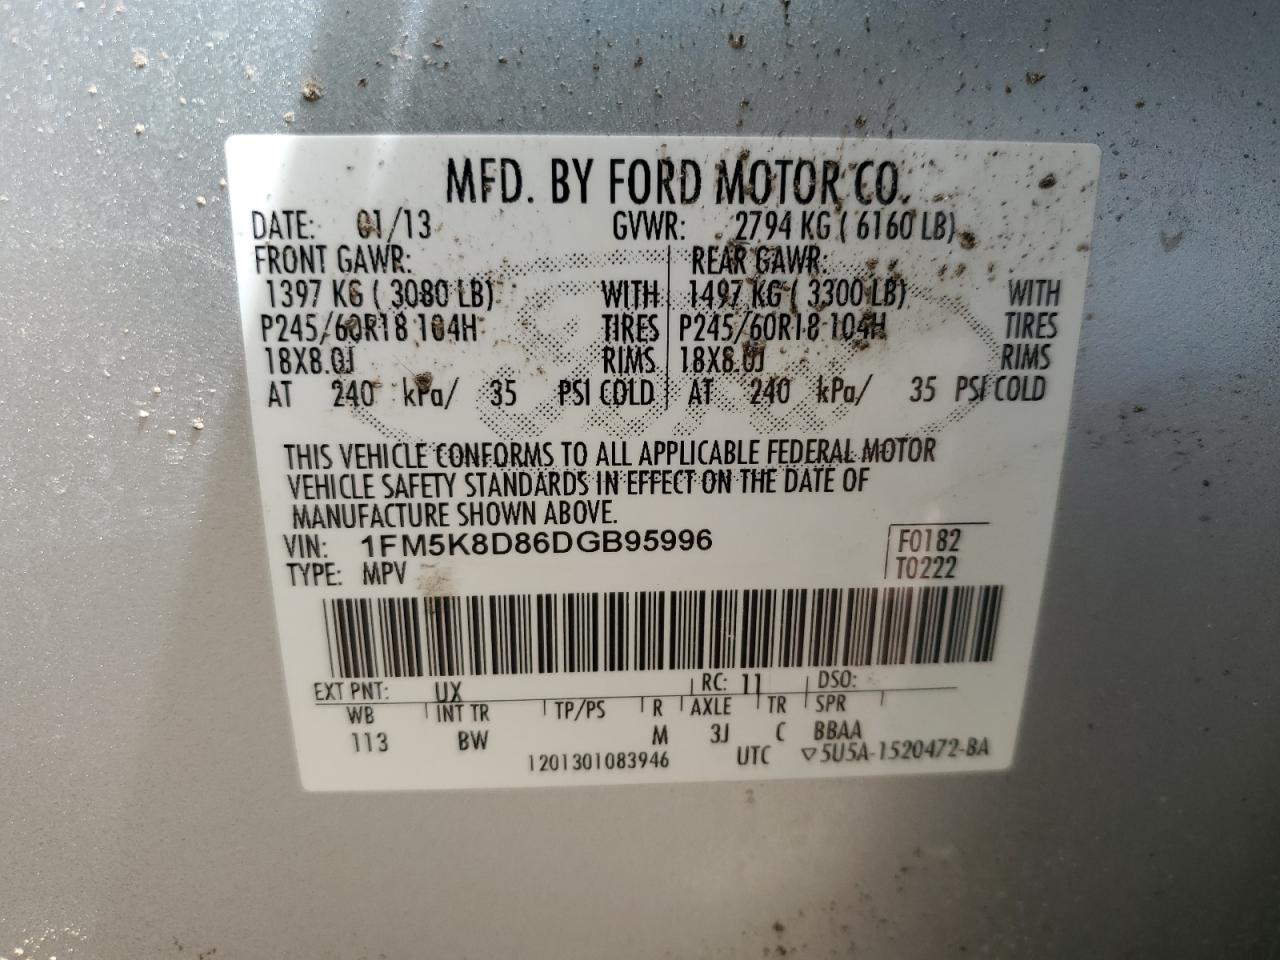 MFD. BY FORD MOTOR CO.
DATE: 01/13 GVWR: 2794 KG ( 6160 LB)
FRONT GAWR: REAR GAWR:
1397 KG ( 3080 LB) WITH 1497 KG ( 3300 LB) WITH
P245/60R18 104H TIRES P245/60R18 104H TIRES
18X8.0J RIMS 18X8.0J RIMS
AT 240 kPa/ 35 PSI COLD AT 240 kPa/ 35 PSI COLD
THIS VEHICLE CONFORMS TO ALL APPLICABLE FEDERAL MOTOR
VEHICLE SAFETY STANDARDS IN EFFECT ON THE DATE OF
MANUFACTURE SHOWN ABOVE.
VIN: 1FM5K8D86DGB95996 F0182
TYPE: MPV T0222
EXT PNT: UX RC: 11 DSO:
WB INT TR TP/PS R AXLE TR SPR
113 BW M 3J C BBAA
1201301083946 UTC ▽5U5A-1520472-BA